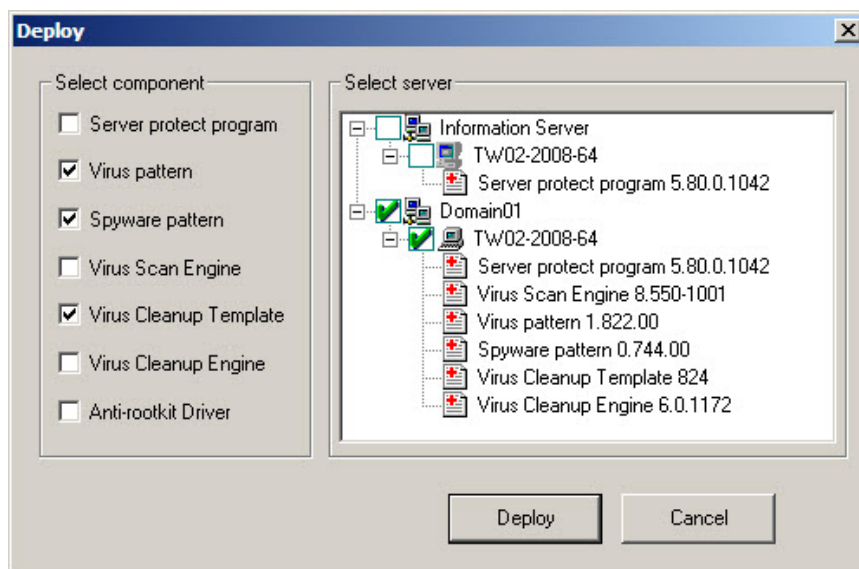 Deploy
Select component
Server protect program
Virus pattern
Spyware pattern
Virus Scan Engine
Virus Cleanup Template
Virus Cleanup Engine
Anti-rootkit Driver
Select server
Information Server
TW02-2008-64
Server protect program 5.80.0.1042
Domain01
TW02-2008-64
Server protect program 5.80.0.1042
Virus Scan Engine 8.550-1001
Virus pattern 1.822.00
Spyware pattern 0.744.00
Virus Cleanup Template 824
Virus Cleanup Engine 6.0.1172
Deploy
Cancel